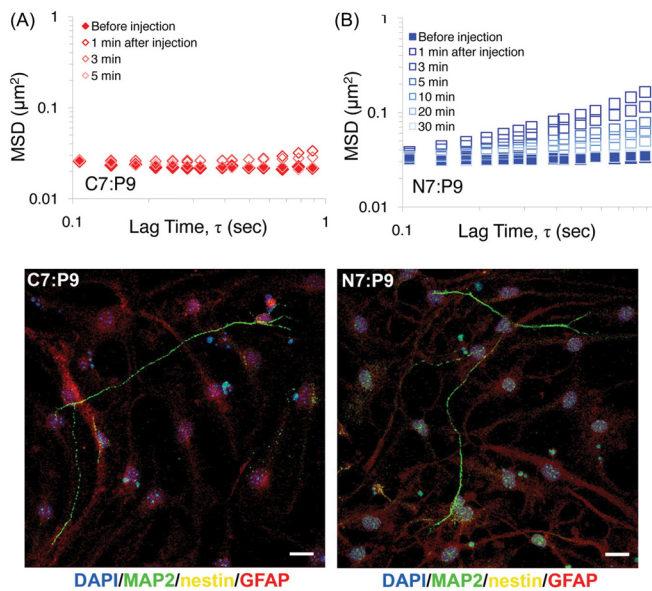 (A)
MSD (μm²)
1
0.1
0.01
Before injection
1 min after injection
3 min
5 min
C7:P9
0.1
1
Lag Time, τ (sec)
(B)
MSD (μm²)
1
0.1
0.01
Before injection
1 min after injection
3 min
5 min
10 min
20 min
30 min
N7:P9
0.1
Lag Time, τ (sec)
C7:P9
N7:P9
DAPI/MAP2/nestin/GFAP
DAPI/MAP2/nestin/GFAP